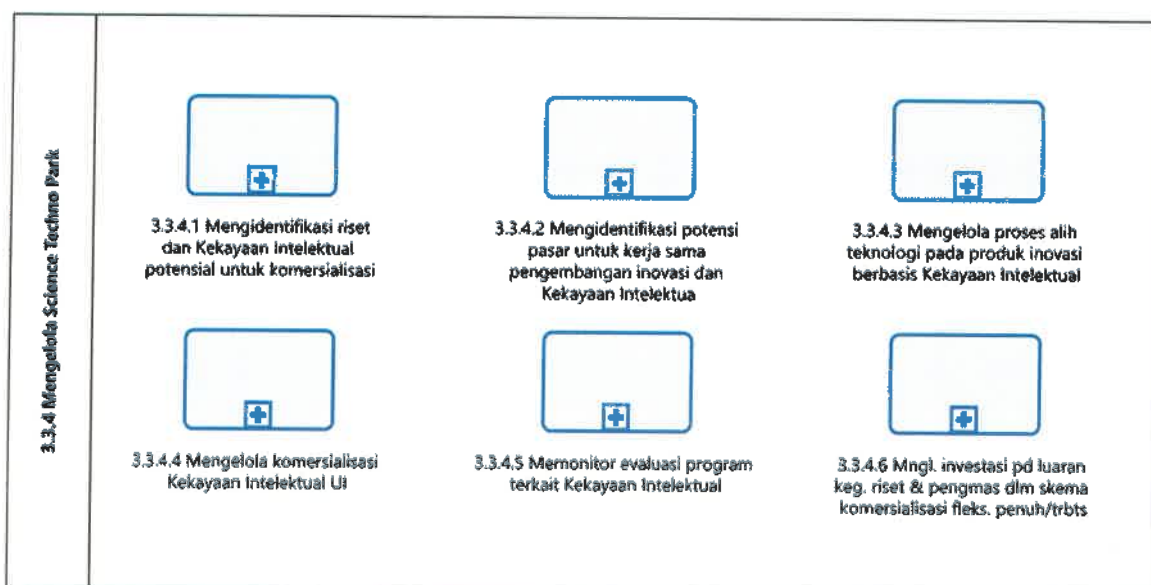 3.3.4 Mengelola Science Techno Park
3.3.4.1 Mengidentifikasi riset
dan Kekayaan Intelektual
potensial untuk komersialisasi
3.3.4.2 Mengidentifikasi potensi
pasar untuk kerja sama
pengembangan inovasi dan
Kekayaan Intelektua
3.3.4.3 Mengelola proses alih
teknologi pada produk inovasi
berbasis Kekayaan Intelektual
3.3.4.4 Mengelola komersialisasi
Kekayaan Intelektual UI
3.3.4.5 Memonitor evaluasi program
terkait Kekayaan Intelektual
3.3.4.6 Mngl. investasi pd luaran
keg. riset & pengmas dlm skema
komersialisasi fleks. penuh/trbts